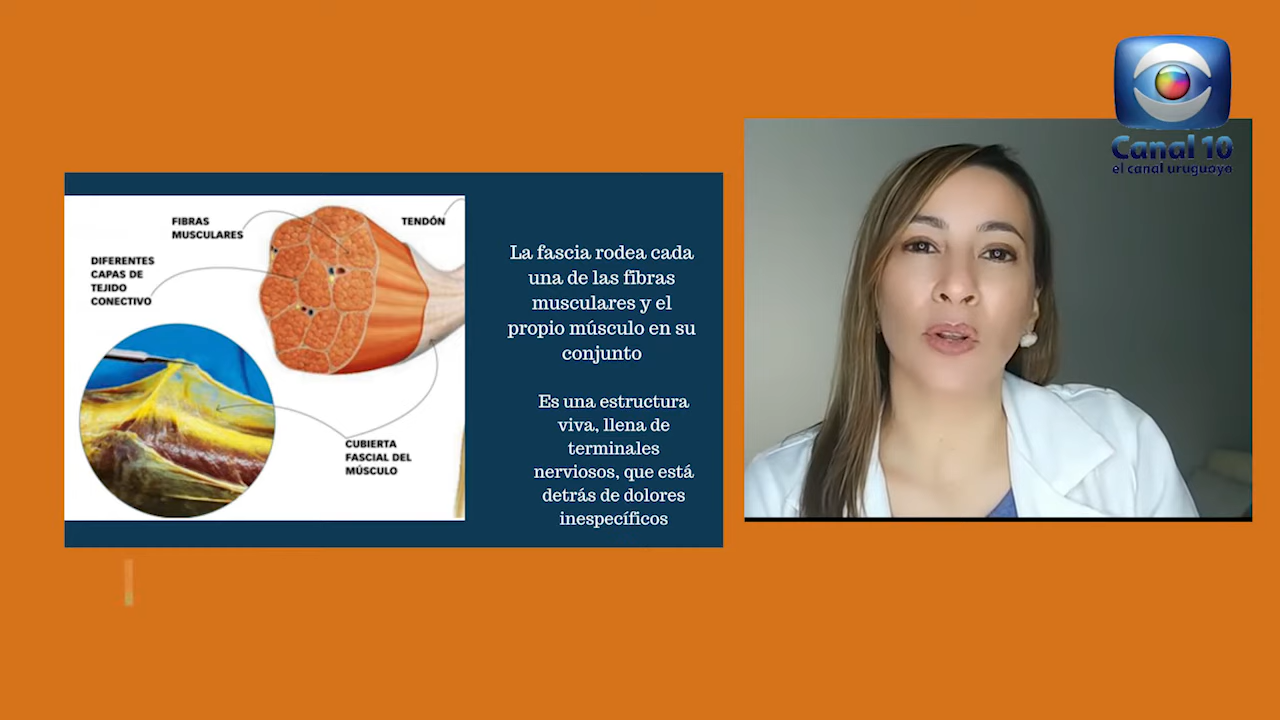 FIBRAS
MUSCULARES
TENDÓN
DIFERENTES
CAPAS DE
TEJIDO
CONECTIVO
CUBIERTA
FASCIAL DEL
MÚSCULO
La fascia rodea cada
una de las fibras
musculares y el
propio músculo en su
conjunto
Es una estructura
viva, llena de
terminales
nerviosos, que está
detrás de dolores
inespecíficos
Canal 10
el canal uruguayo